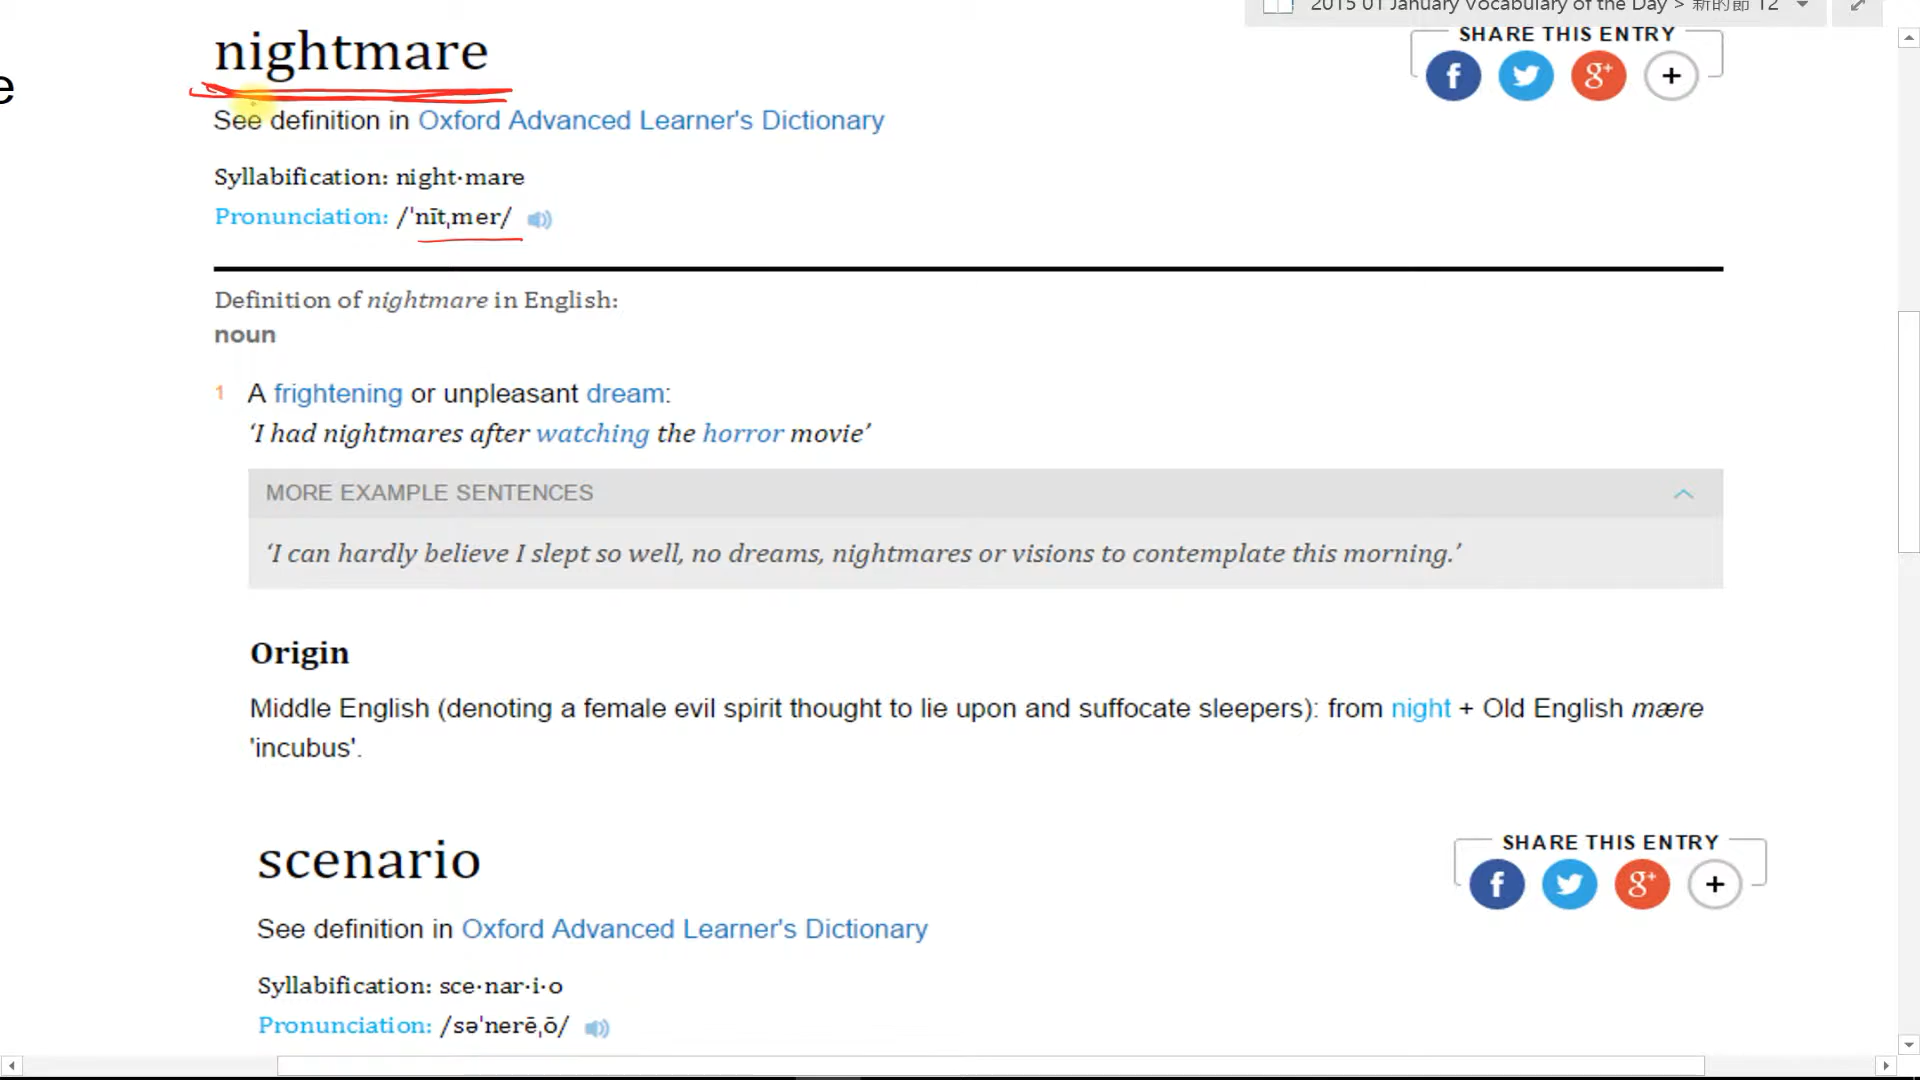 2015 01 January Vocabulary of the Day > 新的節 12
nightmare
SHARE THIS ENTRY
e
See definition in Oxford Advanced Learner's Dictionary
Syllabification: night·mare
Pronunciation: /ˈnītˌmer/
Definition of nightmare in English:
noun
1 A frightening or unpleasant dream:
‘I had nightmares after watching the horror movie’
MORE EXAMPLE SENTENCES
‘I can hardly believe I slept so well, no dreams, nightmares or visions to contemplate this morning.’
Origin
Middle English (denoting a female evil spirit thought to lie upon and suffocate sleepers): from night + Old English mære
'incubus'.
scenario
SHARE THIS ENTRY
See definition in Oxford Advanced Learner's Dictionary
Syllabification: sce·nar·i·o
Pronunciation: /səˈnerēˌō/